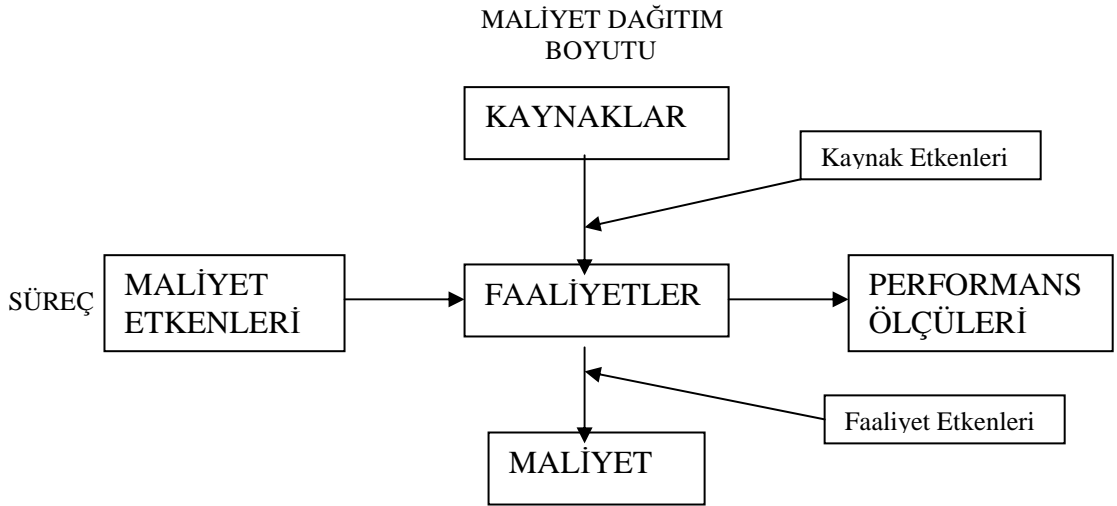 MALİYET DAĞITIM
BOYUTU
KAYNAKLAR
Kaynak Etkenleri
SÜREÇ
MALİYET
ETKENLERİ
FAALİYETLER
PERFORMANS
ÖLÇÜLERİ
Faaliyet Etkenleri
MALİYET